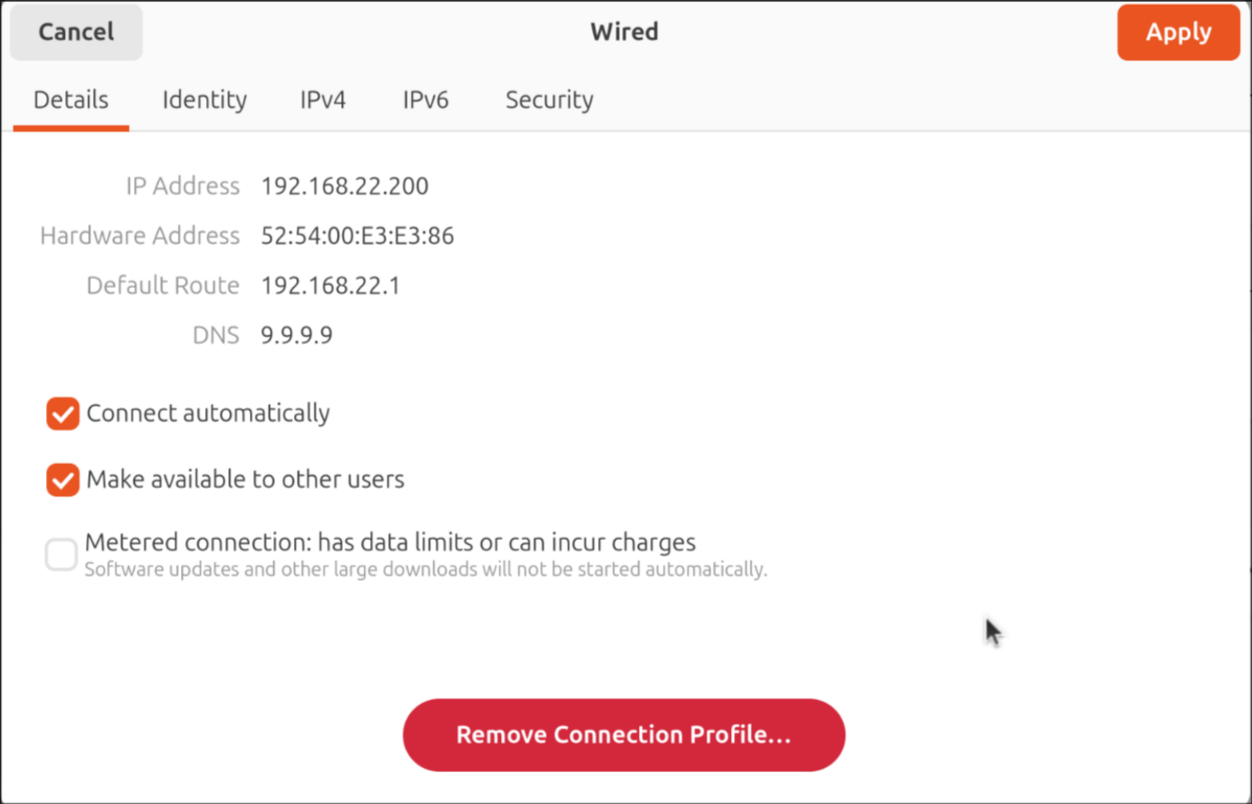 Cancel Wired Apply
Details Identity IPv4 IPv6 Security
IP Address 192.168.22.200
Hardware Address 52:54:00:E3:E3:86
Default Route 192.168.22.1
DNS 9.9.9.9
Connect automatically
Make available to other users
Metered connection: has data limits or can incur charges
Software updates and other large downloads will not be started automatically.
Remove Connection Profile...